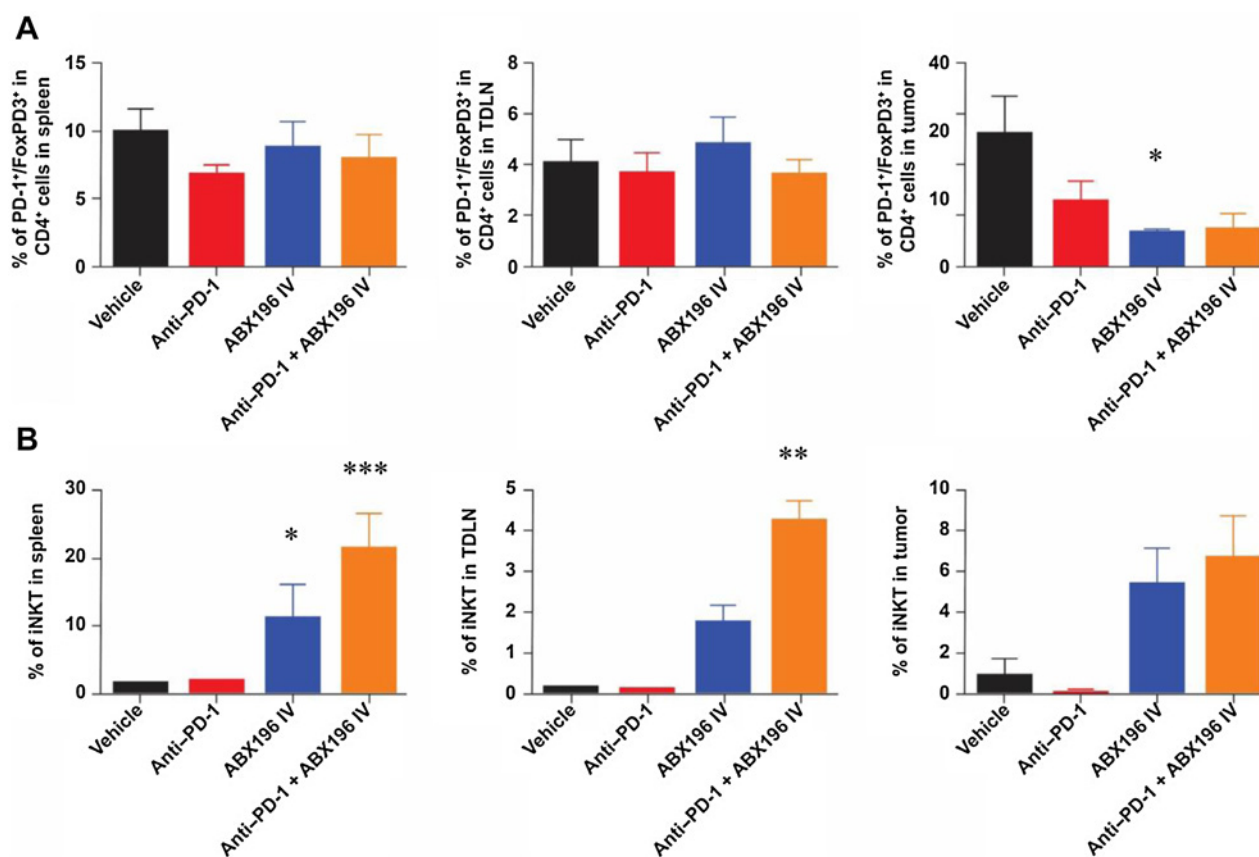 A
% of PD-1+/FoxPD3+ in
CD4+ cells in spleen
15
10
5
0
Vehicle
Anti–PD-1
ABX196 IV
Anti–PD-1 + ABX196 IV
% of PD-1+/FoxPD3+ in
CD4+ cells in TDLN
8
6
4
2
0
Vehicle
Anti–PD-1
ABX196 IV
Anti–PD-1 + ABX196 IV
% of PD-1+/FoxPD3+ in
CD4+ cells in tumor
40
20
10
0
*
Vehicle
Anti–PD-1
ABX196 IV
Anti–PD-1 + ABX196 IV
B
% of iNKT in spleen
30
20
10
0
*
***
Vehicle
Anti–PD-1
ABX196 IV
Anti–PD-1 + ABX196 IV
% of iNKT in TDLN
5
4
3
2
1
0
**
Vehicle
Anti–PD-1
ABX196 IV
Anti–PD-1 + ABX196 IV
% of iNKT in tumor
10
8
6
4
2
0
Vehicle
Anti–PD-1
ABX196 IV
Anti–PD-1 + ABX196 IV